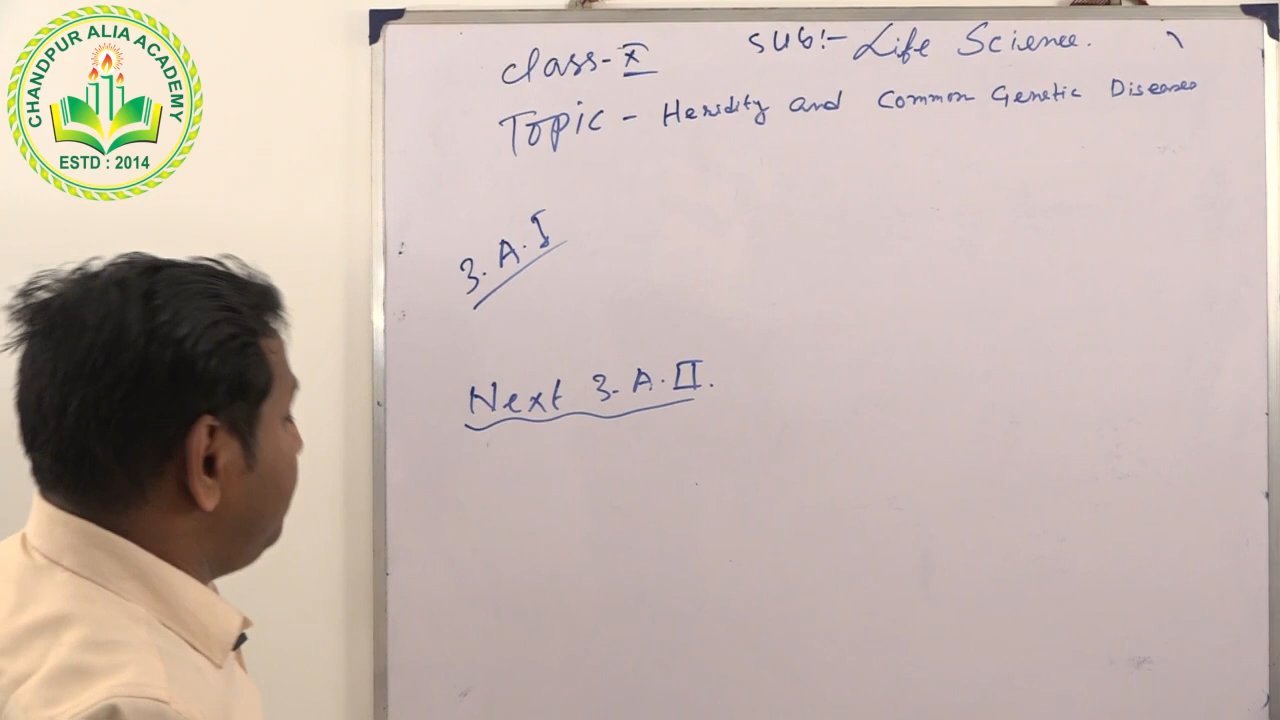 CHANDPUR ALIA ACADEMY
ESTD : 2014
Class-X Sub:- Life Science.
Topic - Heridity and Common Genetic Diseases
3.A.I
Next 3.A.II.